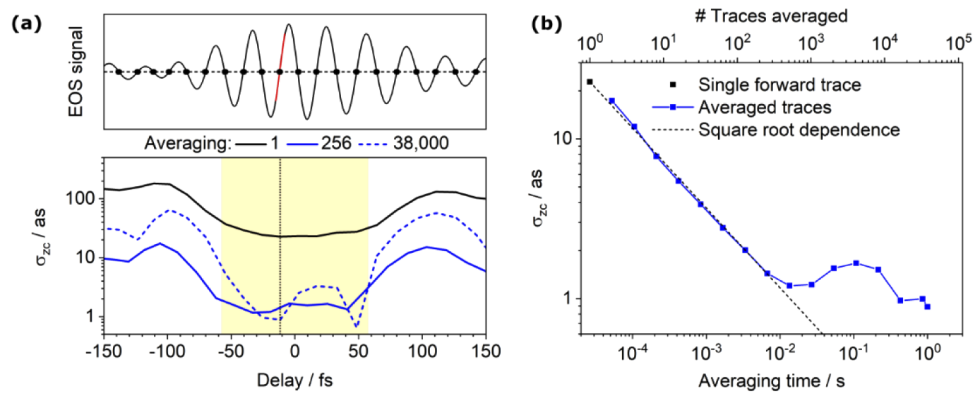 (a)
EOS signal
Averaging: 1 256 38,000
σzc / as
100
10
1
-150 -100 -50 0 50 100 150
Delay / fs
(b)
# Traces averaged
10⁰ 10¹ 10² 10³ 10⁴ 10⁵
Single forward trace
Averaged traces
Square root dependence
σzc / as
10
1
10⁻⁴ 10⁻³ 10⁻² 10⁻¹ 10⁰
Averaging time / s